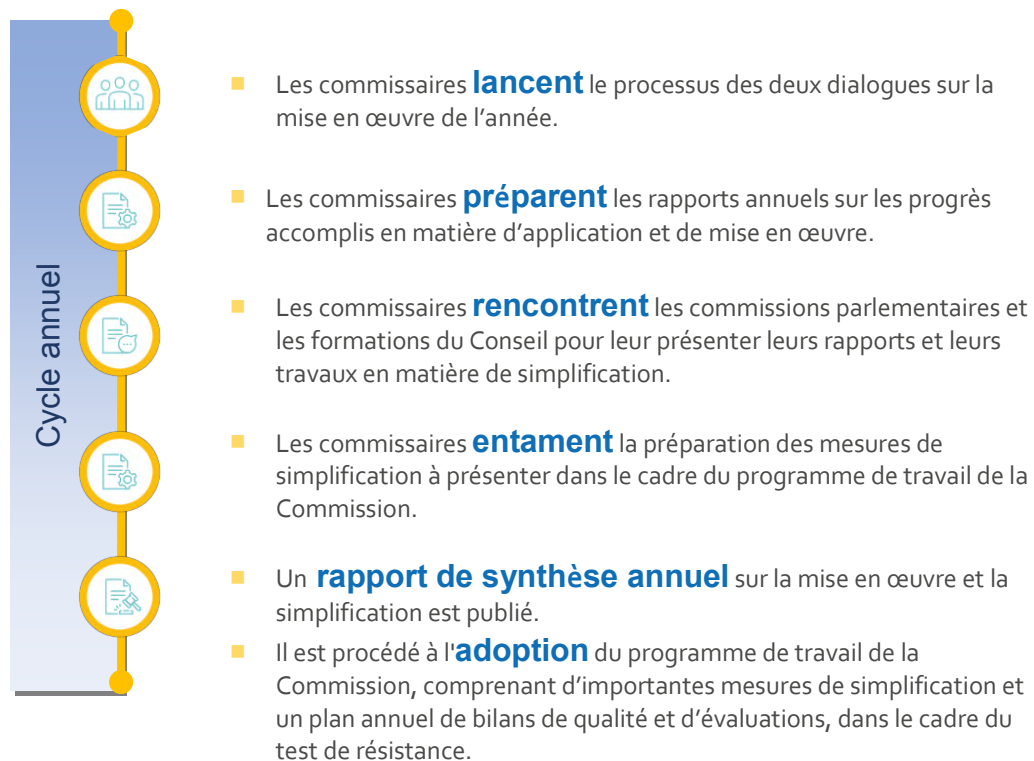 Cycle annuel
Les commissaires lancent le processus des deux dialogues sur la
mise en œuvre de l’année.
Les commissaires préparent les rapports annuels sur les progrès
accomplis en matière d’application et de mise en œuvre.
Les commissaires rencontrent les commissions parlementaires et
les formations du Conseil pour leur présenter leurs rapports et leurs
travaux en matière de simplification.
Les commissaires entament la préparation des mesures de
simplification à présenter dans le cadre du programme de travail de la
Commission.
Un rapport de synthèse annuel sur la mise en œuvre et la
simplification est publié.
Il est procédé à l'adoption du programme de travail de la
Commission, comprenant d’importantes mesures de simplification et
un plan annuel de bilans de qualité et d’évaluations, dans le cadre du
test de résistance.